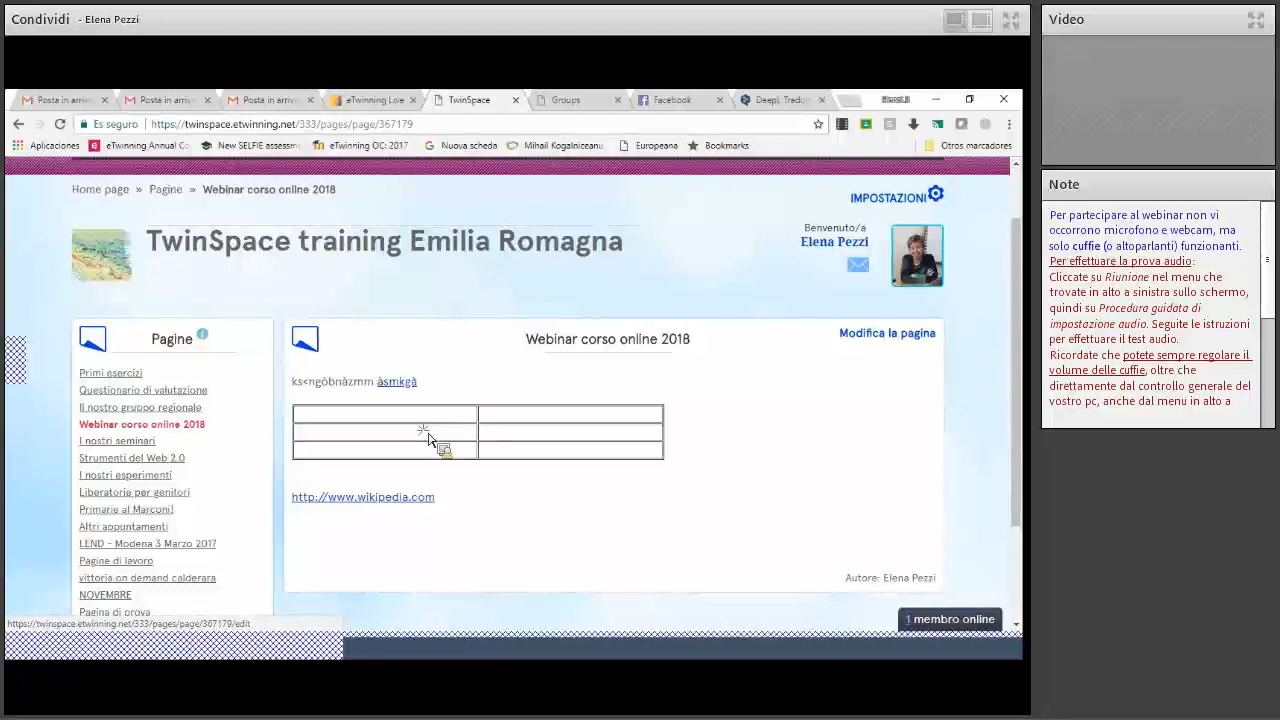 Condividi - Elena Pezzi
Posta in arriv
Posta in arriv
Posta in arriv
eTwinning Live
TwinSpace
Groups
Facebook
DeepL Tradu
Es seguro https://twinspace.etwinning.net/333/pages/page/367179
Aplicaciones
eTwinning Annual Co
New SELFIE assessm
eTwinning OC: 2017
Nuova scheda
Mihail Kogalniceanu
Europeana
Bookmarks
Otros marcadores
Home page » Pagine » Webinar corso online 2018
IMPOSTAZIONI
TwinSpace training Emilia Romagna
Benvenuto/a
Elena Pezzi
Pagine
Primi esercizi
Questionario di valutazione
Il nostro gruppo regionale
Webinar corso online 2018
I nostri seminari
Strumenti del Web 2.0
I nostri esperimenti
Liberatorie per genitori
Primarie al Marconi!
Altri appuntamenti
LEND - Modena 3 Marzo 2017
Pagine di lavoro
vittoria on demand calderara
NOVEMBRE
Pagina di prova
Webinar corso online 2018
Modifica la pagina
ks<ngòbnàzmm àsmkgà
http://www.wikipedia.com
Autore: Elena Pezzi
1 membro online
https://twinspace.etwinning.net/333/pages/page/367179/edit
Video
Note
Per partecipare al webinar non vi
occorrono microfono e webcam, ma
solo cuffie (o altoparlanti) funzionanti.
Per effettuare la prova audio:
Cliccate su Riunione nel menu che
trovate in alto a sinistra sullo schermo,
quindi su Procedura guidata di
impostazione audio. Seguite le istruzioni
per effettuare il test audio.
Ricordate che potete sempre regolare il
volume delle cuffie, oltre che
direttamente dal controllo generale del
vostro pc, anche dal menu in alto a